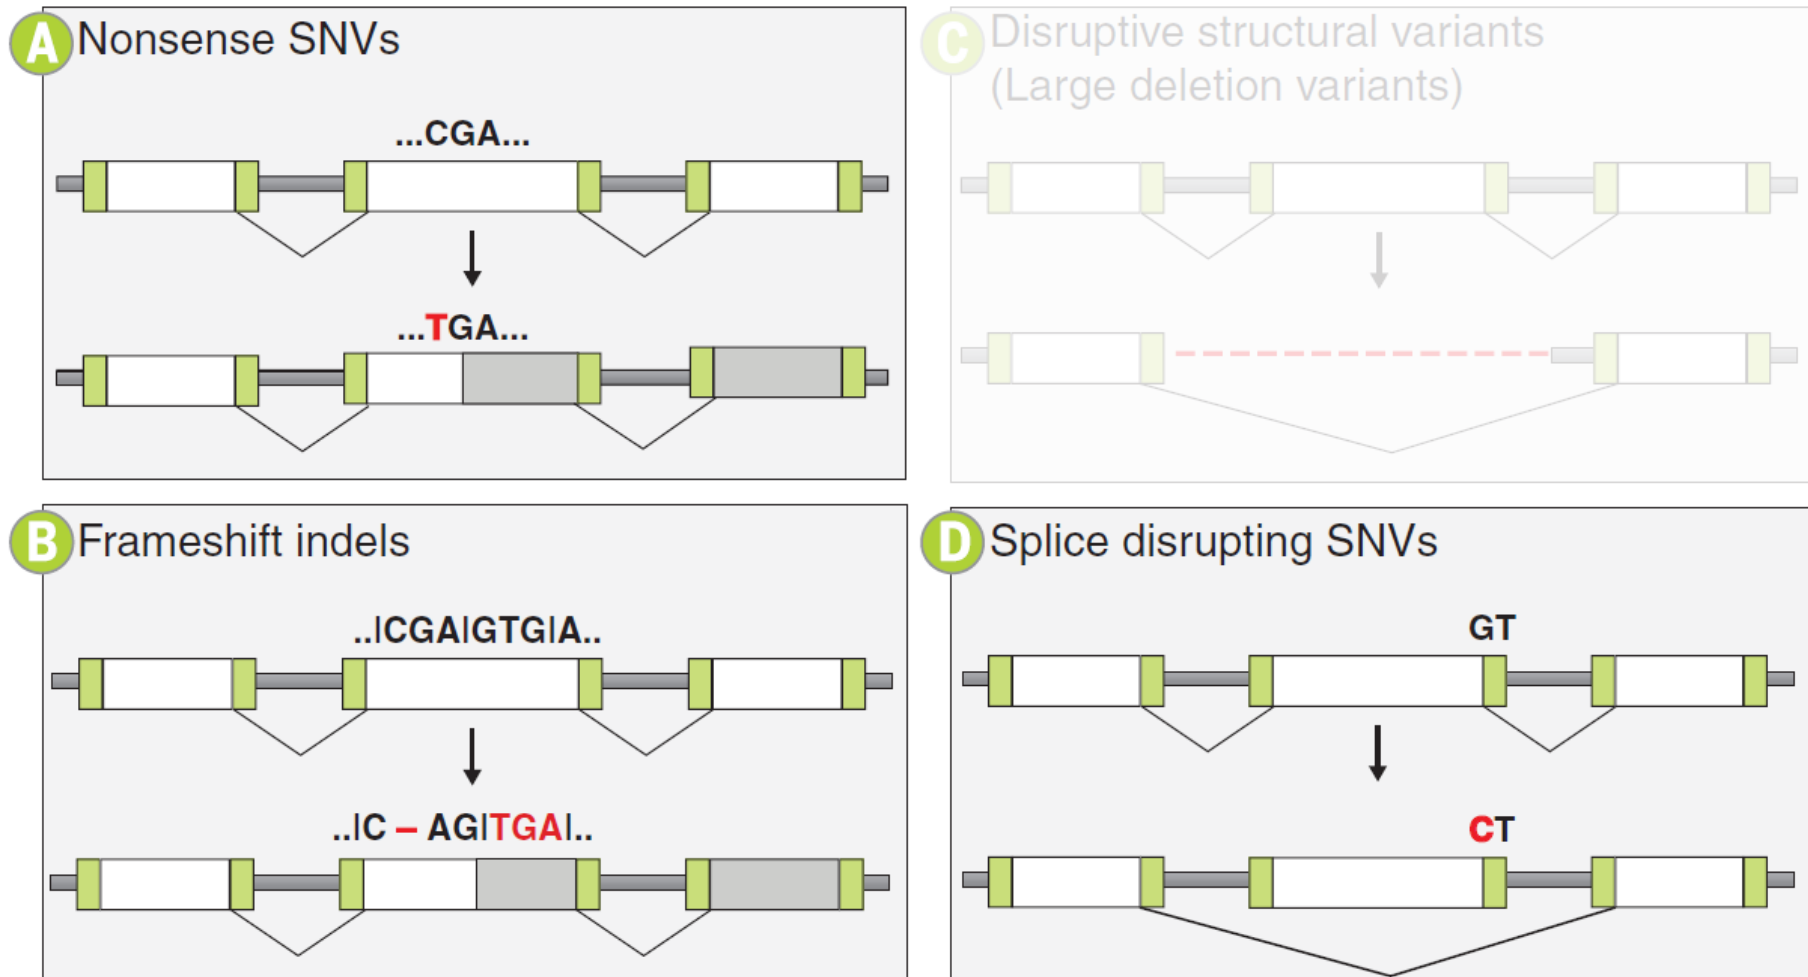 A Nonsense SNVs
...CGA...
...TGA...
B Frameshift indels
..|CGA|GTG|A..
..|C – AG|TGA|..
C Disruptive structural variants
(Large deletion variants)
D Splice disrupting SNVs
GT
CT